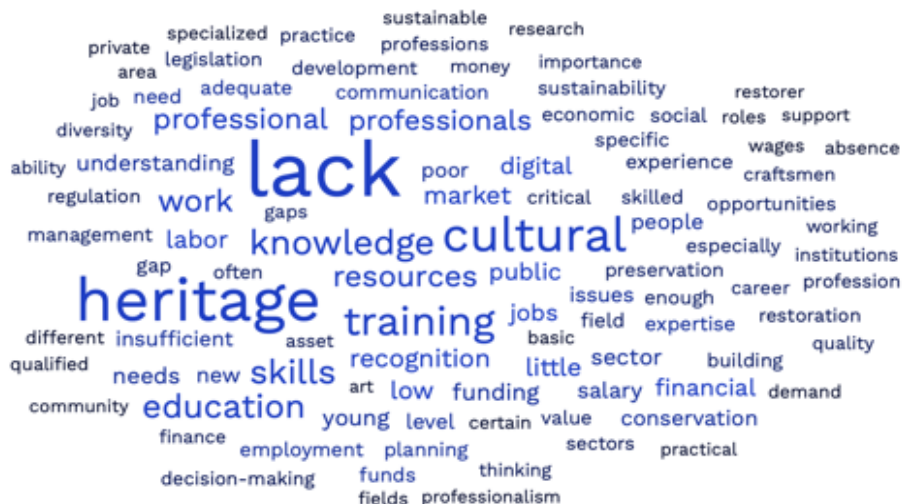 sustainable
private specialized practice professions research
area legislation development money importance
job need adequate communication sustainability restorer
diversity professional professionals economic social roles support
ability understanding lack poor digital specific experience wages absence
craftsmen
regulation work gaps market critical skilled opportunities
management labor knowledge cultural people especially working
institutions
gap often resources public preservation career profession
heritage training jobs issues enough restoration
field expertise
different insufficient asset basic quality
qualified needs new skills recognition little sector building
art low funding salary financial demand
community education young level certain value conservation
finance employment planning sectors practical
decision-making funds thinking
fields professionalism